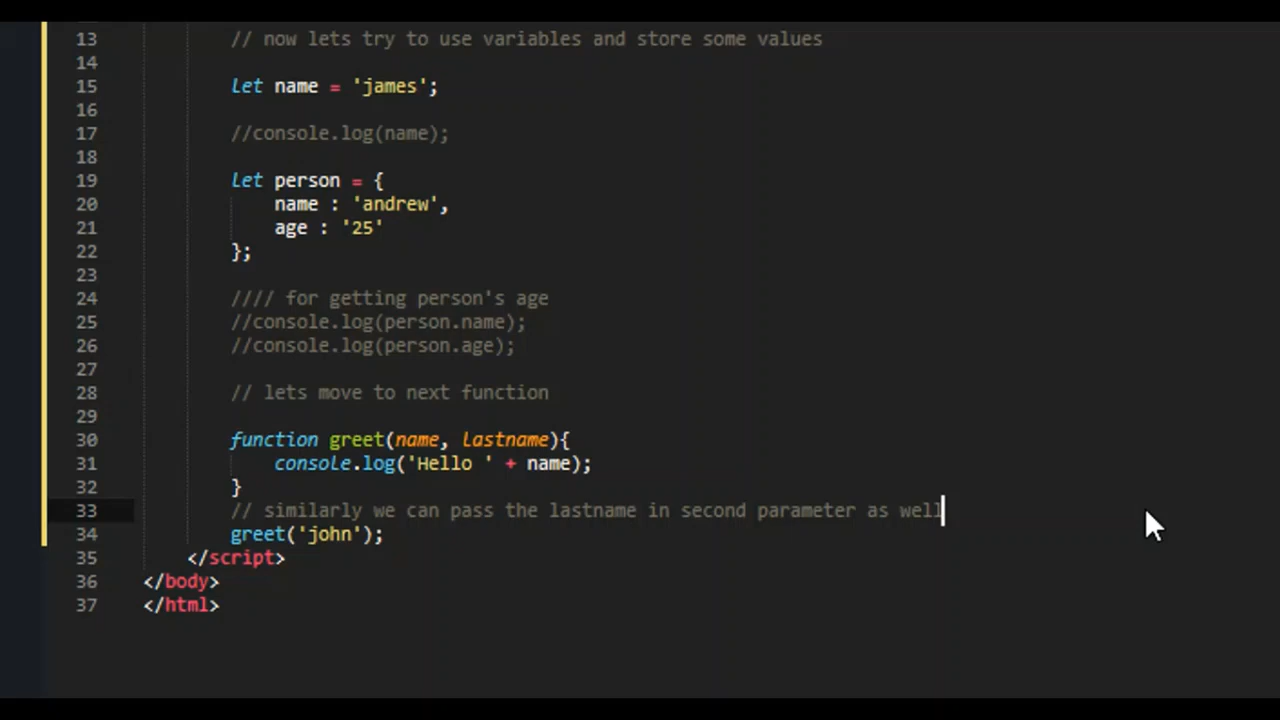 13 // now lets try to use variables and store some values
14
15 let name = 'james';
16
17 //console.log(name);
18
19 let person = {
20 name : 'andrew',
21 age : '25'
22 };
23
24 //// for getting person's age
25 //console.log(person.name);
26 //console.log(person.age);
27
28 // lets move to next function
29
30 function greet(name, lastname){
31 console.log('Hello ' + name);
32 }
33 // similarly we can pass the lastname in second parameter as well
34 greet('john');
35 </script>
36 </body>
37 </html>